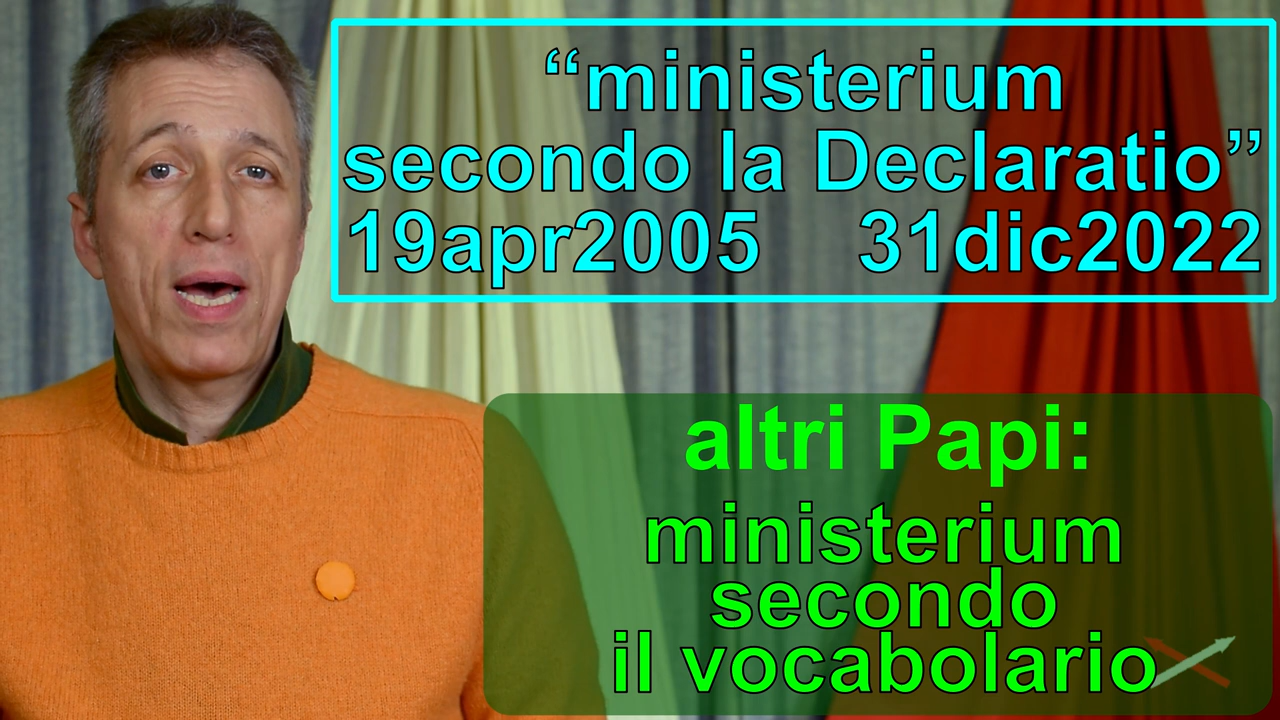 “ministerium
secondo la Declaratio”
19apr2005 31dic2022
altri Papi:
ministerium
secondo
il vocabolario